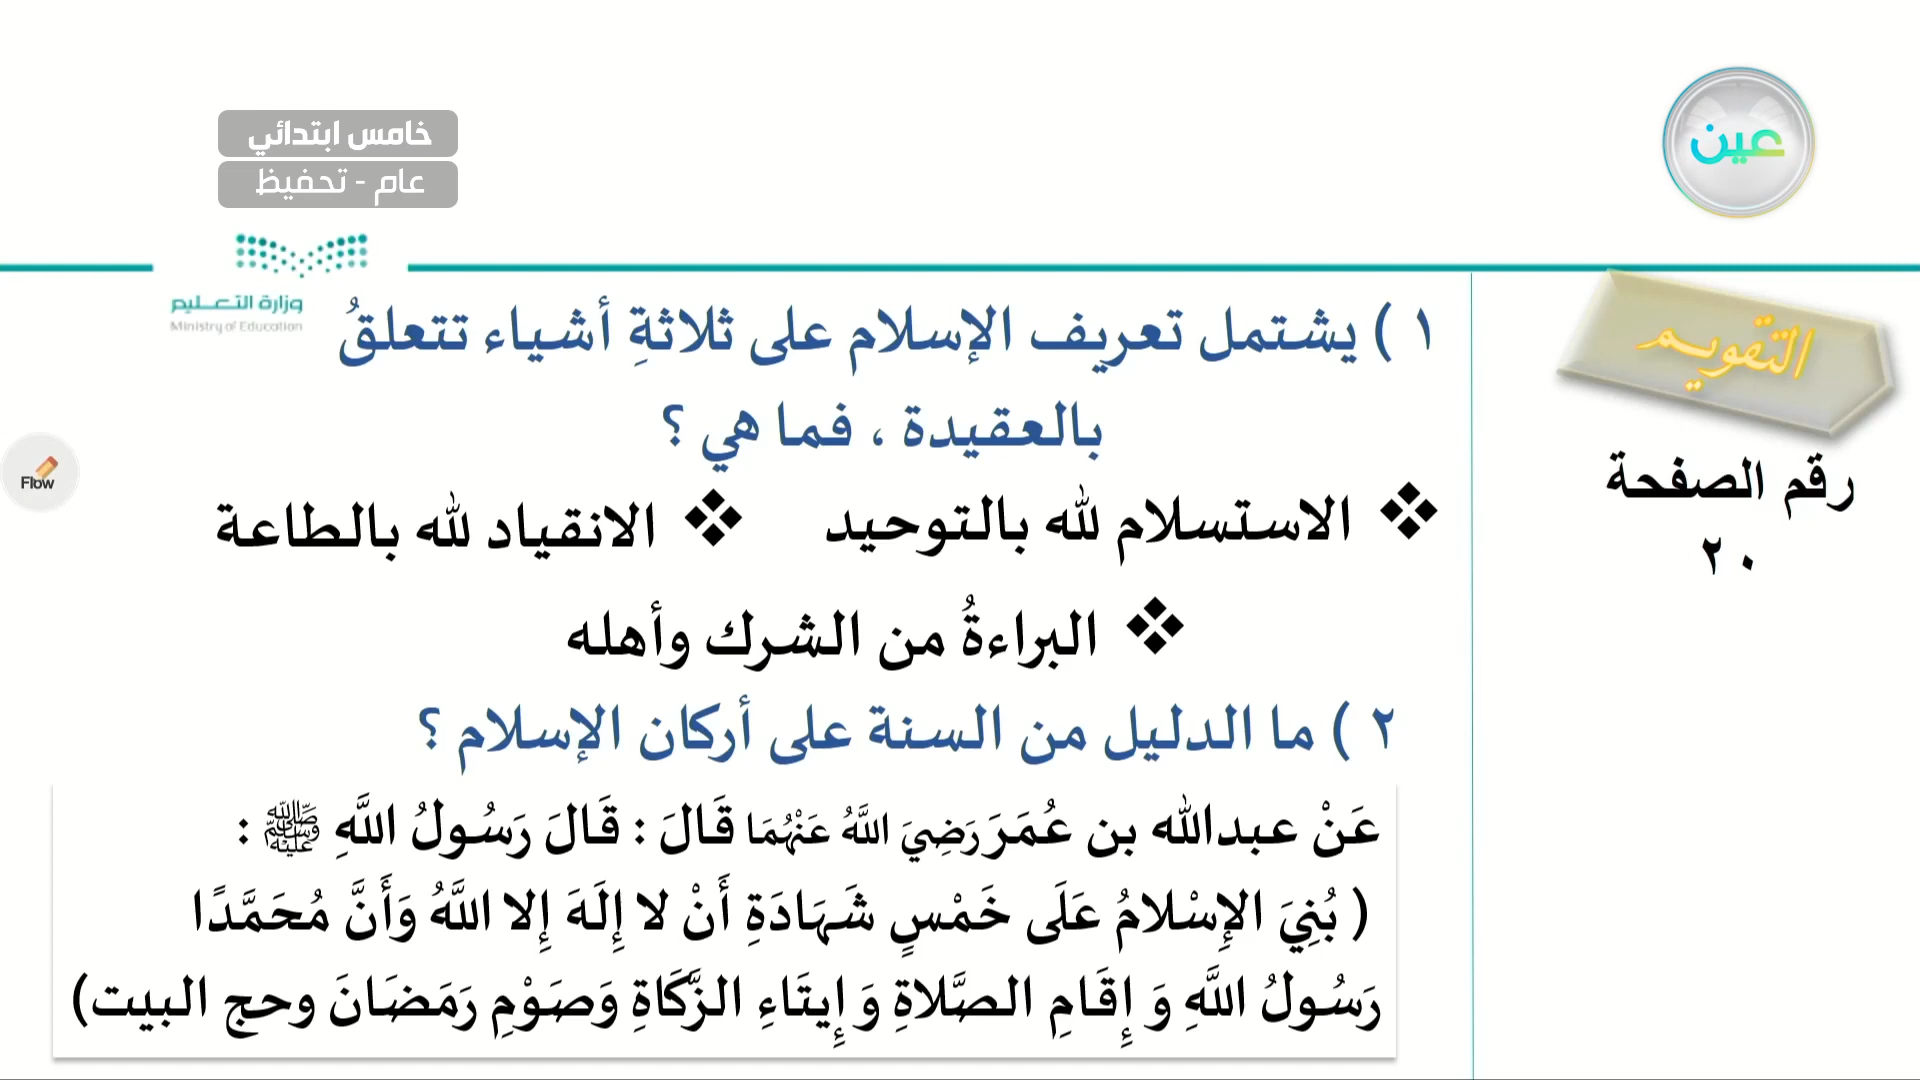 عين
خامس ابتدائي
عام - تحفيظ
وزارة التعليم
Ministry of Education
التقويم
رقم الصفحة
٢٠
١ ) يشتمل تعريف الإسلام على ثلاثةِ أشياء تتعلقُ
بالعقيدة ، فما هي ؟
❖ الاستسلام لله بالتوحيد ❖ الانقياد لله بالطاعة
❖ البراءةُ من الشرك وأهله
٢ ) ما الدليل من السنة على أركان الإسلام ؟
عَنْ عبدالله بن عُمَرَ رَضِيَ اللَّهُ عَنْهُمَا قَالَ : قَالَ رَسُولُ اللَّهِ ﷺ :
( بُنِيَ الإِسْلامُ عَلَى خَمْسٍ شَهَادَةِ أَنْ لا إِلَهَ إِلا اللَّهُ وَأَنَّ مُحَمَّدًا
رَسُولُ اللَّهِ وَ إِقَامِ الصَّلاةِ وَ إِيتَاءِ الزَّكَاةِ وَصَوْمِ رَمَضَانَ وحج البيت)
Flow